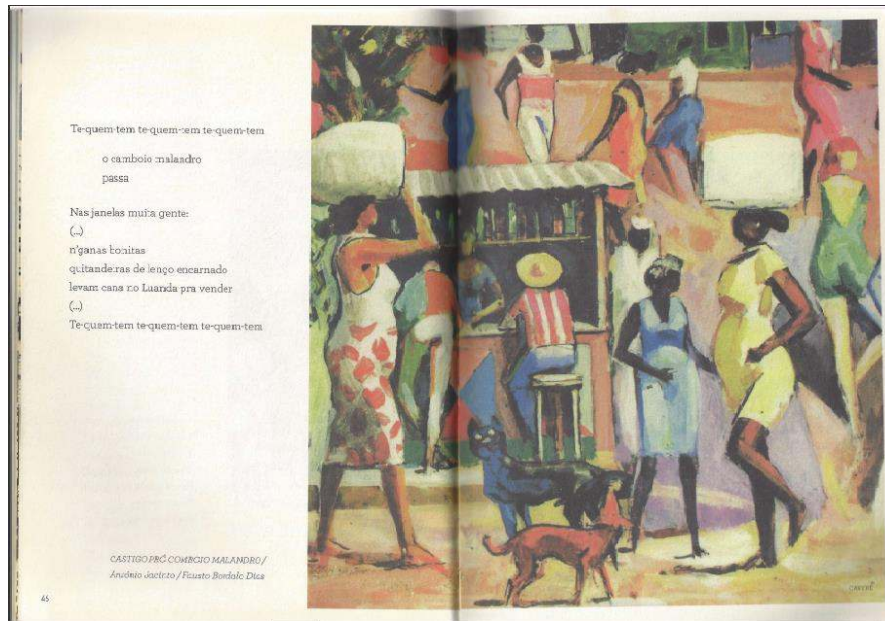 Te-quem-tem te-quem-tem te-quem-tem
o camboio malandro
passa
Nas janelas muita gente:
(...)
n'ganas bonitas
quitandeiras de lenço encarnado
levam cana no Luanda pra vender
(...)
Te-quem-tem te-quem-tem te-quem-tem
CASTIGO PRÓ COMBOIO MALANDRO /
António Jacinto / Fausto Bordalo Dias